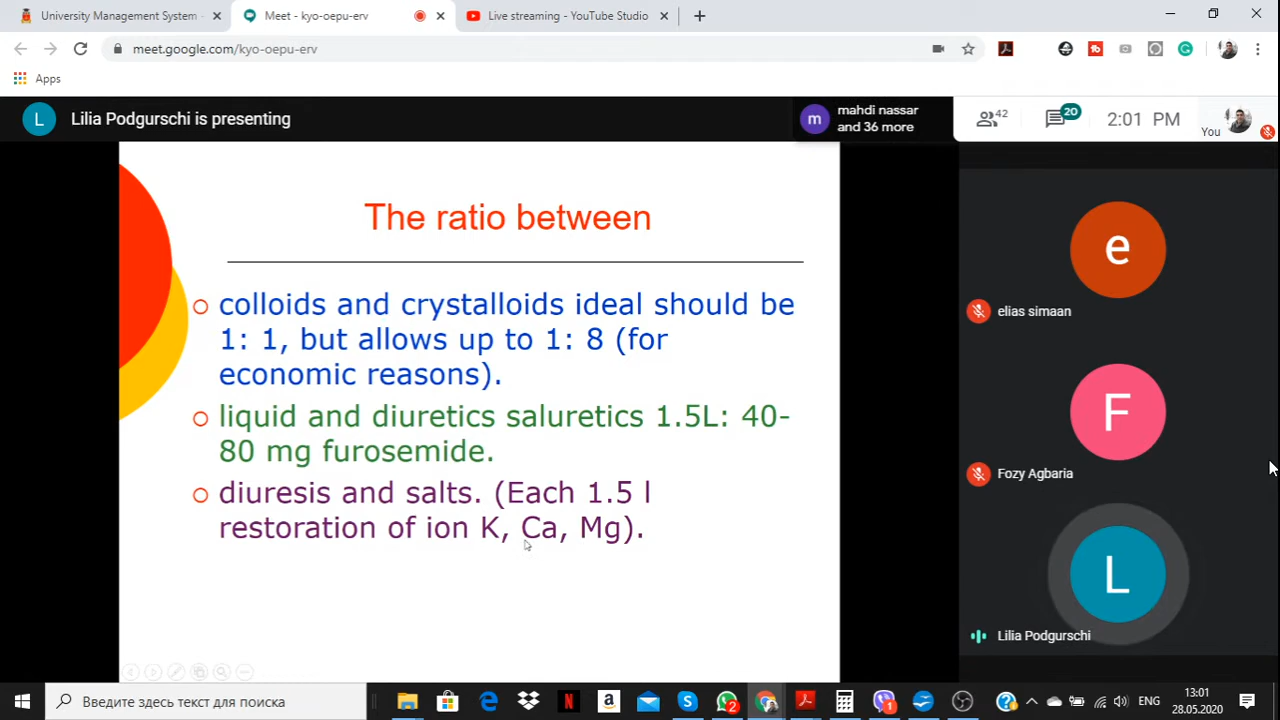 University Management System -
Meet - kyo-oepu-erv
Live streaming - YouTube Studio
meet.google.com/kyo-oepu-erv
Apps
L
Lilia Podgurschi is presenting
m
mahdi nassar
and 36 more
42
20
2:01 PM
You
The ratio between
colloids and crystalloids ideal should be
1: 1, but allows up to 1: 8 (for
economic reasons).
liquid and diuretics saluretics 1.5L: 40-
80 mg furosemide.
diuresis and salts. (Each 1.5 l
restoration of ion K, Ca, Mg).
e
elias simaan
F
Fozy Agbaria
L
Lilia Podgurschi
Введите здесь текст для поиска
ENG
13:01
28.05.2020